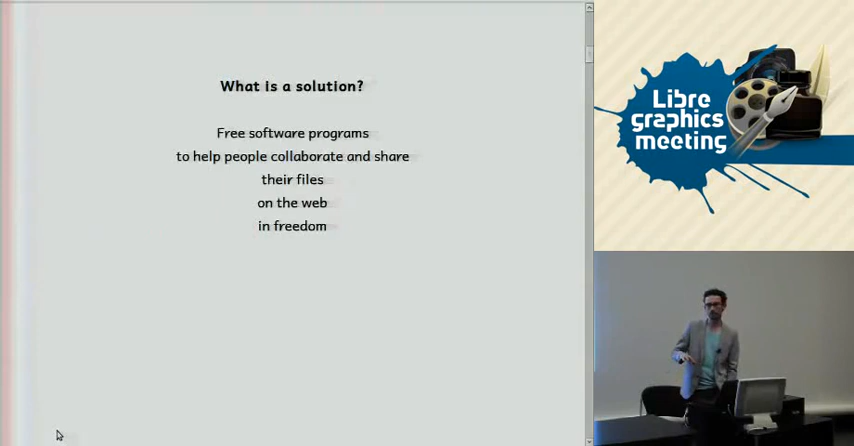 What is a solution?
Free software programs
to help people collaborate and share
their files
on the web
in freedom
Libre
graphics
meeting